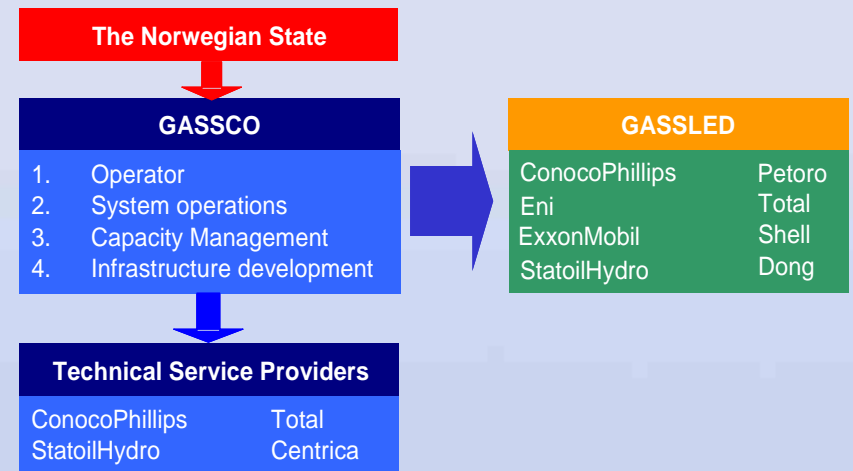 The Norwegian State
GASSCO
1. Operator
2. System operations
3. Capacity Management
4. Infrastructure development
GASSLED
ConocoPhillips Petoro
Eni Total
ExxonMobil Shell
StatoilHydro Dong
Technical Service Providers
ConocoPhillips Total
StatoilHydro Centrica